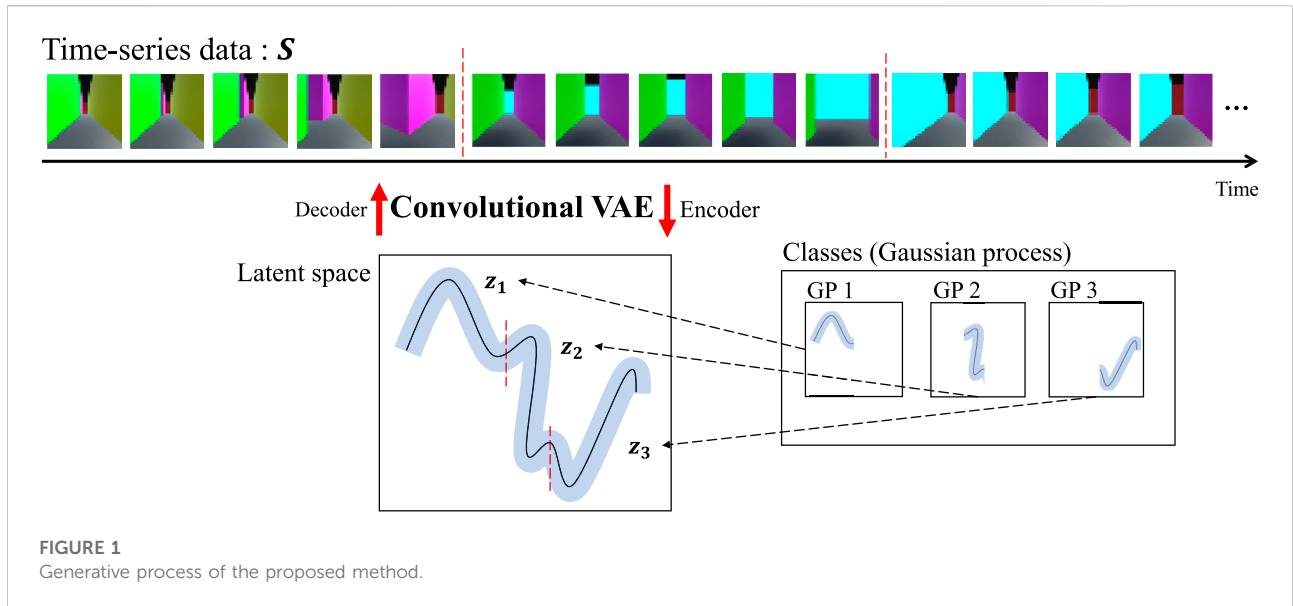 Time-series data : S
...
Time
Decoder Convolutional VAE Encoder
Latent space
Classes (Gaussian process)
GP 1 GP 2 GP 3
z1
z2
z3
FIGURE 1
Generative process of the proposed method.